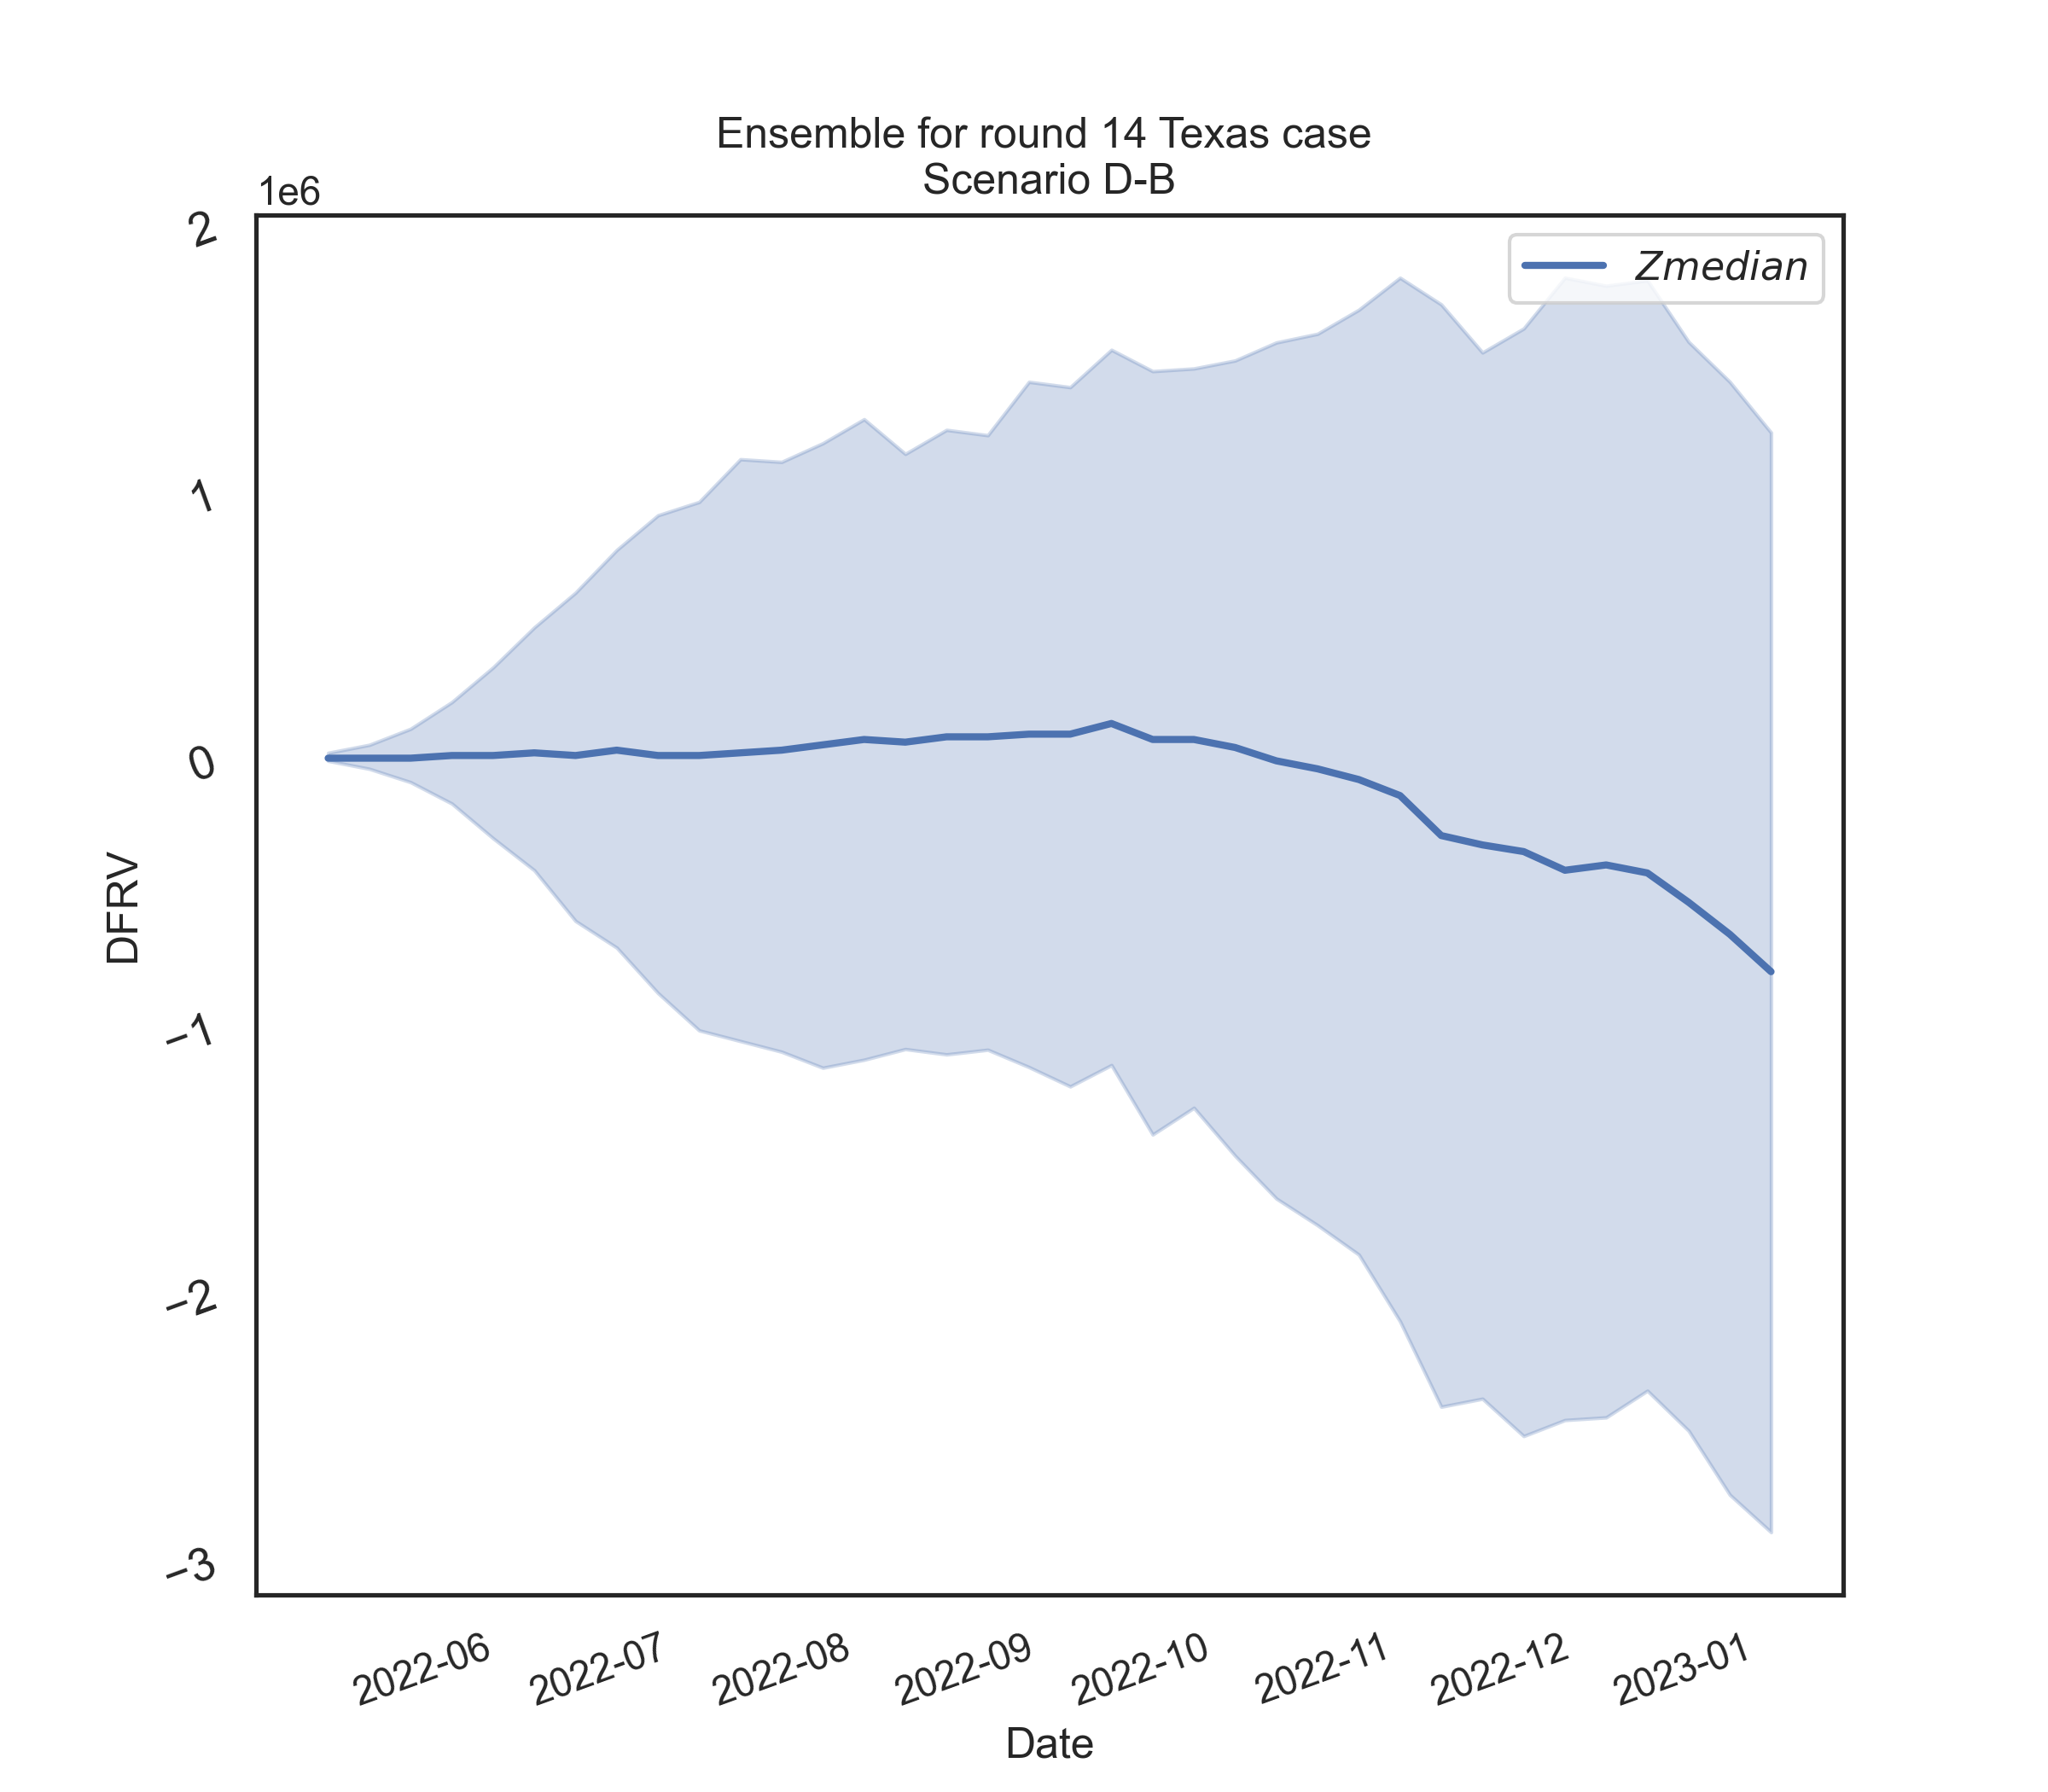 Ensemble for round 14 Texas case
Scenario D-B
1e6
2
1
0
−1
−2
−3
DFRV
Zmedian
2022-06
2022-07
2022-08
2022-09
2022-10
2022-11
2022-12
2023-01
Date